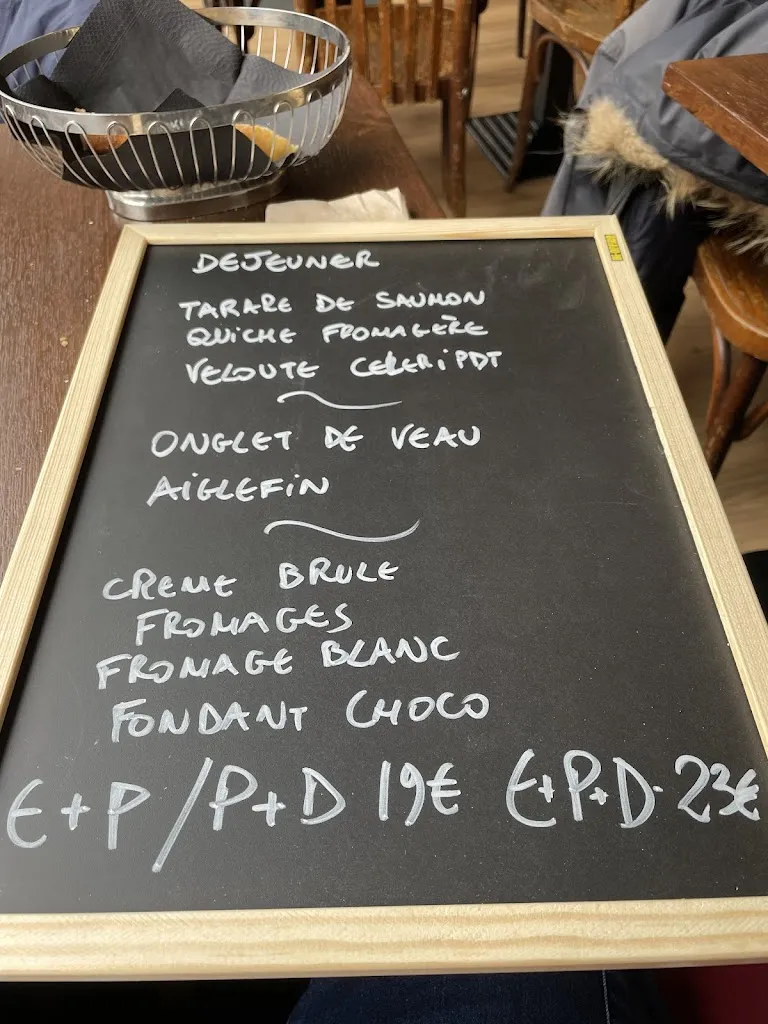 DEJEUNER
TARARE DE SAUMON
QUICHE FROMAGÈRE
VELOUTE CELERI PDT
ONGLET DE VEAU
AIGLEFIN
CREME BRULE
FROMAGES
FROMAGE BLANC
FONDANT CHOCO
E+P/P+D 19€ E+P+D. 23€